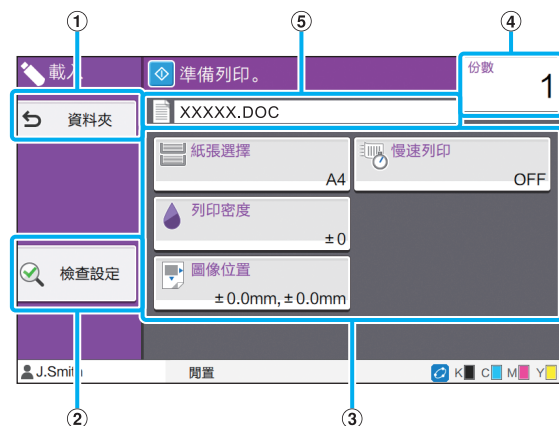 ① ⑤ ④
載入 準備列印。 份數
1
資料夾 XXXXX.DOC
紙張選擇 慢速列印
A4 OFF
列印密度
±0
檢查設定 圖像位置
±0.0mm, ±0.0mm
J.Smith 閒置 K C M Y
② ③